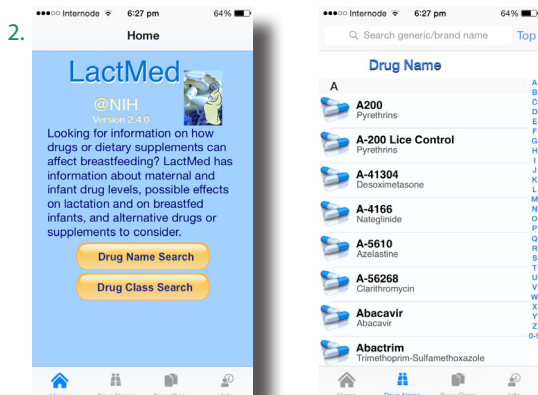 2.
●●●○○ Internode 6:27 pm 64%
Home
LactMed
@NIH
Version 2.4.0
Looking for information on how
drugs or dietary supplements can
affect breastfeeding? LactMed has
information about maternal and
infant drug levels, possible effects
on lactation and on breastfed
infants, and alternative drugs or
supplements to consider.
Drug Name Search
Drug Class Search
●●●○○ Internode 6:27 pm 64%
Search generic/brand name Top
Drug Name
A
A200
Pyrethrins
A-200 Lice Control
Pyrethrins
A-41304
Desoximetasone
A-4166
Nateglinide
A-5610
Azelastine
A-56268
Clarithromycin
Abacavir
Abacavir
Abactrim
Trimethoprim-Sulfamethoxazole
A
B
C
D
E
F
G
H
I
J
K
L
M
N
O
P
Q
R
S
T
U
V
W
X
Y
Z
0-9